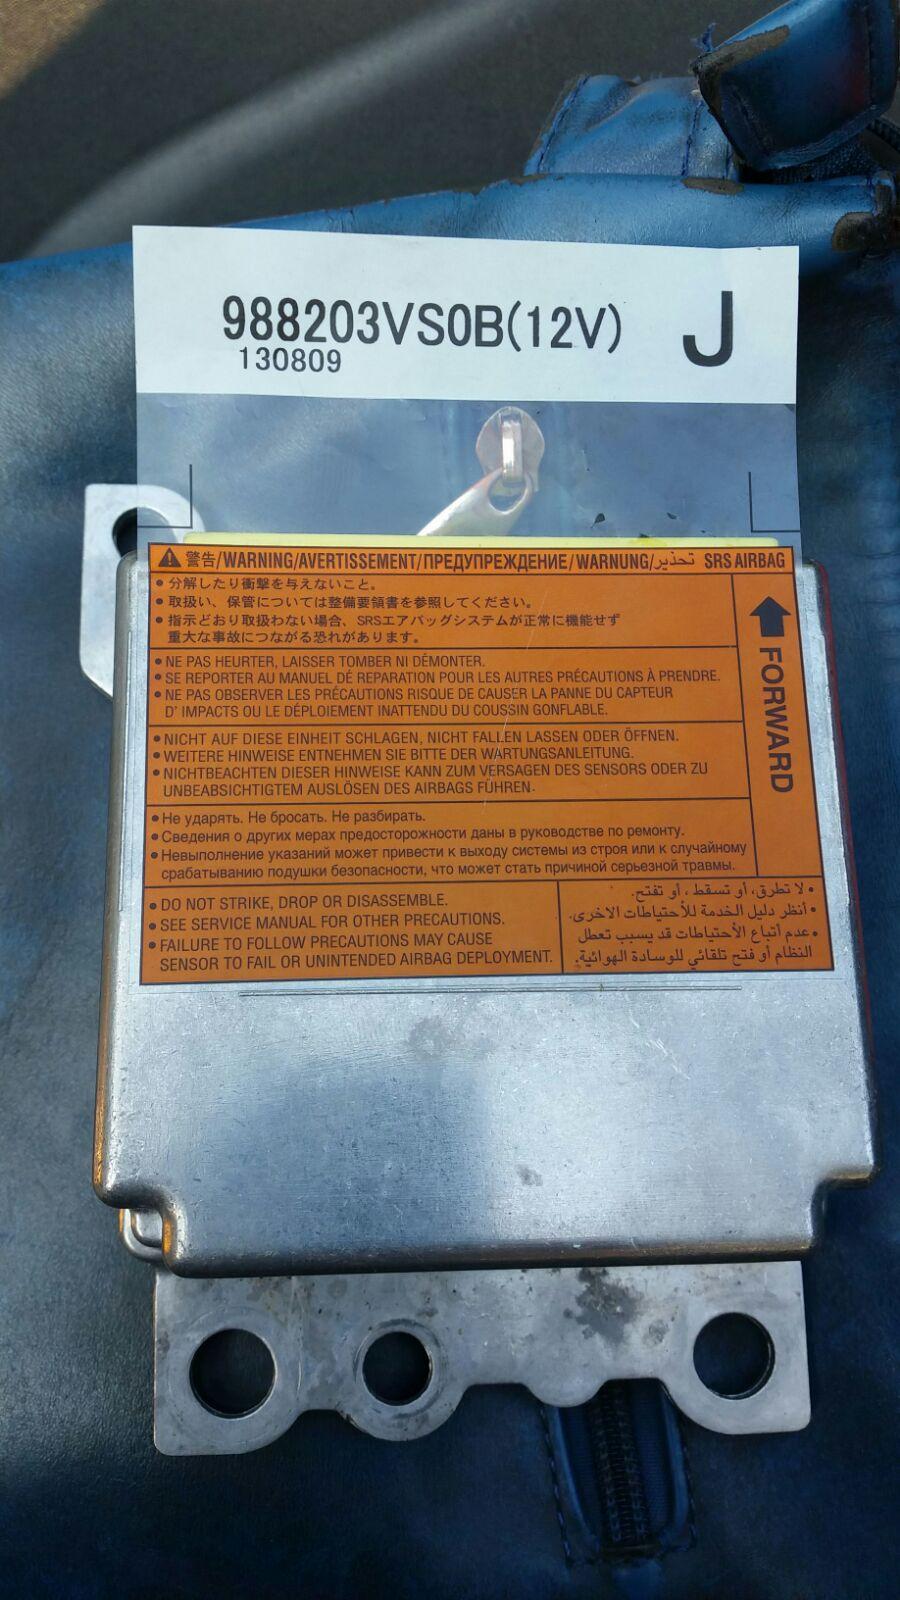 988203VS0B(12V) J
130809
警告/WARNING/AVERTISSEMENT/ПРЕДУПРЕЖДЕНИЕ/WARNUNG/تحذير SRS AIRBAG
• 分解したり衝撃を与えないこと。
• 取扱い、保管については整備要領書を参照してください。
• 指示どおり取扱わない場合、SRSエアバッグシステムが正常に機能せず
重大な事故につながる恐れがあります。
FORWARD
• NE PAS HEURTER, LAISSER TOMBER NI DÉMONTER.
• SE REPORTER AU MANUEL DÉ REPARATION POUR LES AUTRES PRÉCAUTIONS À PRENDRE.
• NE PAS OBSERVER LES PRÉCAUTIONS RISQUE DE CAUSER LA PANNE DU CAPTEUR
D' IMPACTS OU LE DÉPLOIEMENT INATTENDU DU COUSSIN GONFLABLE.
• NICHT AUF DIESE EINHEIT SCHLAGEN, NICHT FALLEN LASSEN ODER ÖFFNEN.
• WEITERE HINWEISE ENTNEHMEN SIE BITTE DER WARTUNGSANLEITUNG.
• NICHTBEACHTEN DIESER HINWEISE KANN ZUM VERSAGEN DES SENSORS ODER ZU
UNBEABSICHTIGTEM AUSLÖSEN DES AIRBAGS FÜHREN.
• Не ударять. Не бросать. Не разбирать.
• Сведения о других мерах предосторожности даны в руководстве по ремонту.
• Невыполнение указаний может привести к выходу системы из строя или к случайному
срабатыванию подушки безопасности, что может стать причиной серьезной травмы.
• DO NOT STRIKE, DROP OR DISASSEMBLE.
• SEE SERVICE MANUAL FOR OTHER PRECAUTIONS.
• FAILURE TO FOLLOW PRECAUTIONS MAY CAUSE
SENSOR TO FAIL OR UNINTENDED AIRBAG DEPLOYMENT.
• لا تطرق، أو تسقط ، أو تفتح.
• أنظر دليل الخدمة للأحتياطات الاخرى.
• عدم أتباع الأحتياطات قد يسبب تعطل
النظام أو فتح تلقائي للوسادة الهوائية.